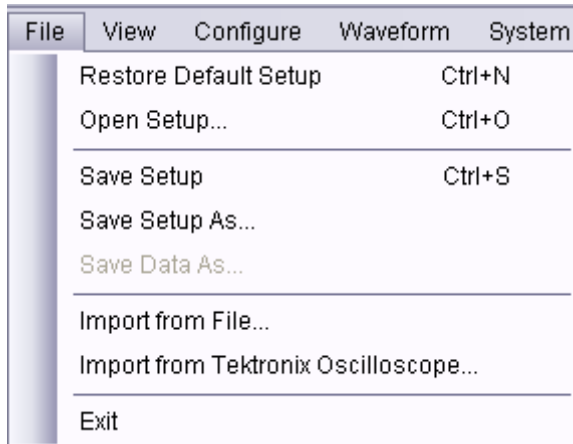 File View Configure Waveform System
Restore Default Setup Ctrl+N
Open Setup... Ctrl+O
Save Setup Ctrl+S
Save Setup As...
Save Data As...
Import from File...
Import from Tektronix Oscilloscope...
Exit